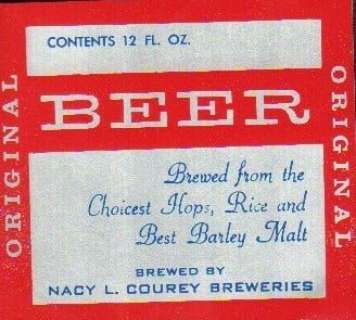 CONTENTS 12 FL. OZ.
ORIGINAL
BEER
ORIGINAL
Brewed from the
Choicest Hops, Rice and
Best Barley Malt
BREWED BY
NACY L. COUREY BREWERIES